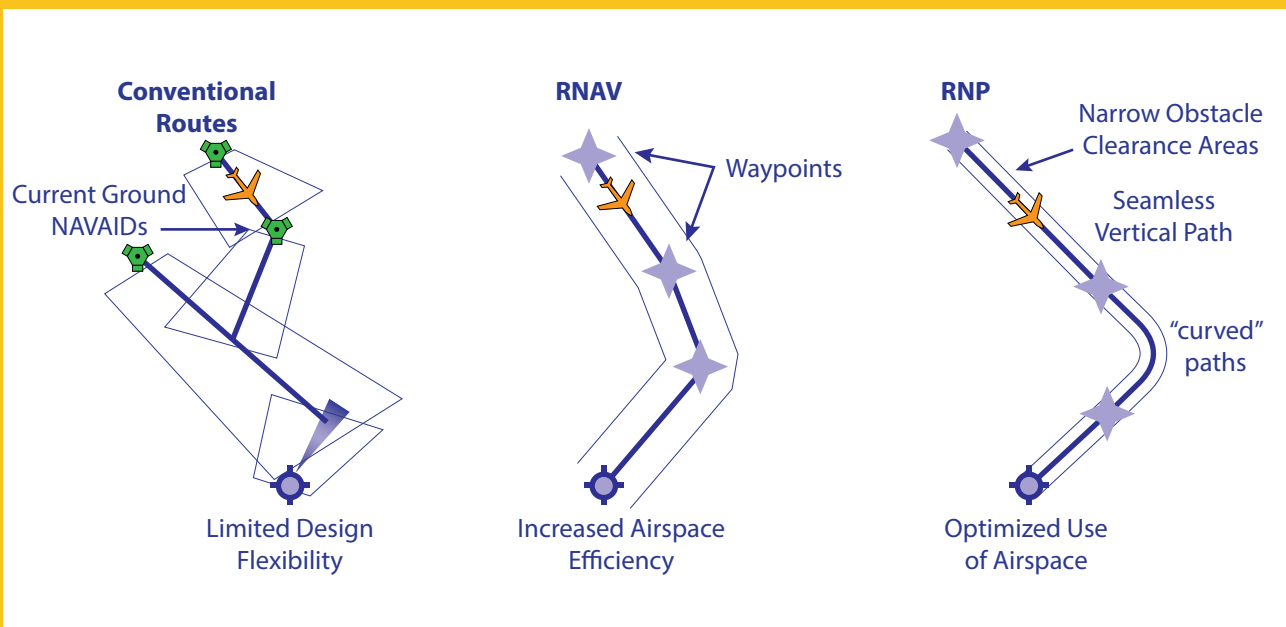 Conventional
Routes
Current Ground
NAVAIDs
Limited Design
Flexibility
RNAV
Waypoints
Increased Airspace
Efficiency
RNP
Narrow Obstacle
Clearance Areas
Seamless
Vertical Path
“curved”
paths
Optimized Use
of Airspace